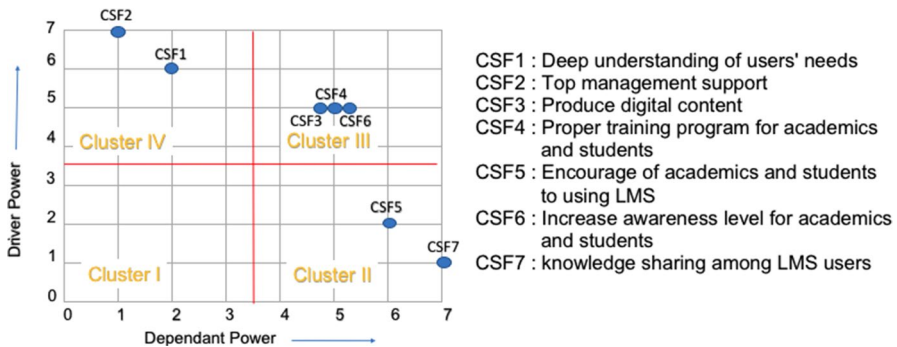 CSF2
7
6
CSF1
5
CSF4
CSF3
CSF6
4
Cluster IV
Cluster III
3
2
CSF5
1
CSF7
Cluster I
Cluster II
0
0 1 2 3 4 5 6 7
Driver Power
Dependant Power
CSF1 : Deep understanding of users' needs
CSF2 : Top management support
CSF3 : Produce digital content
CSF4 : Proper training program for academics
and students
CSF5 : Encourage of academics and students
to using LMS
CSF6 : Increase awareness level for academics
and students
CSF7 : knowledge sharing among LMS users